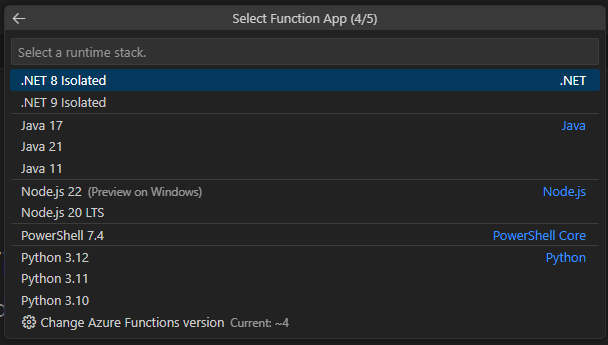 Select Function App (4/5)
Select a runtime stack.
.NET 8 Isolated .NET
.NET 9 Isolated
Java 17 Java
Java 21
Java 11
Node.js 22 (Preview on Windows) Node.js
Node.js 20 LTS
PowerShell 7.4 PowerShell Core
Python 3.12 Python
Python 3.11
Python 3.10
Change Azure Functions version Current: ~4